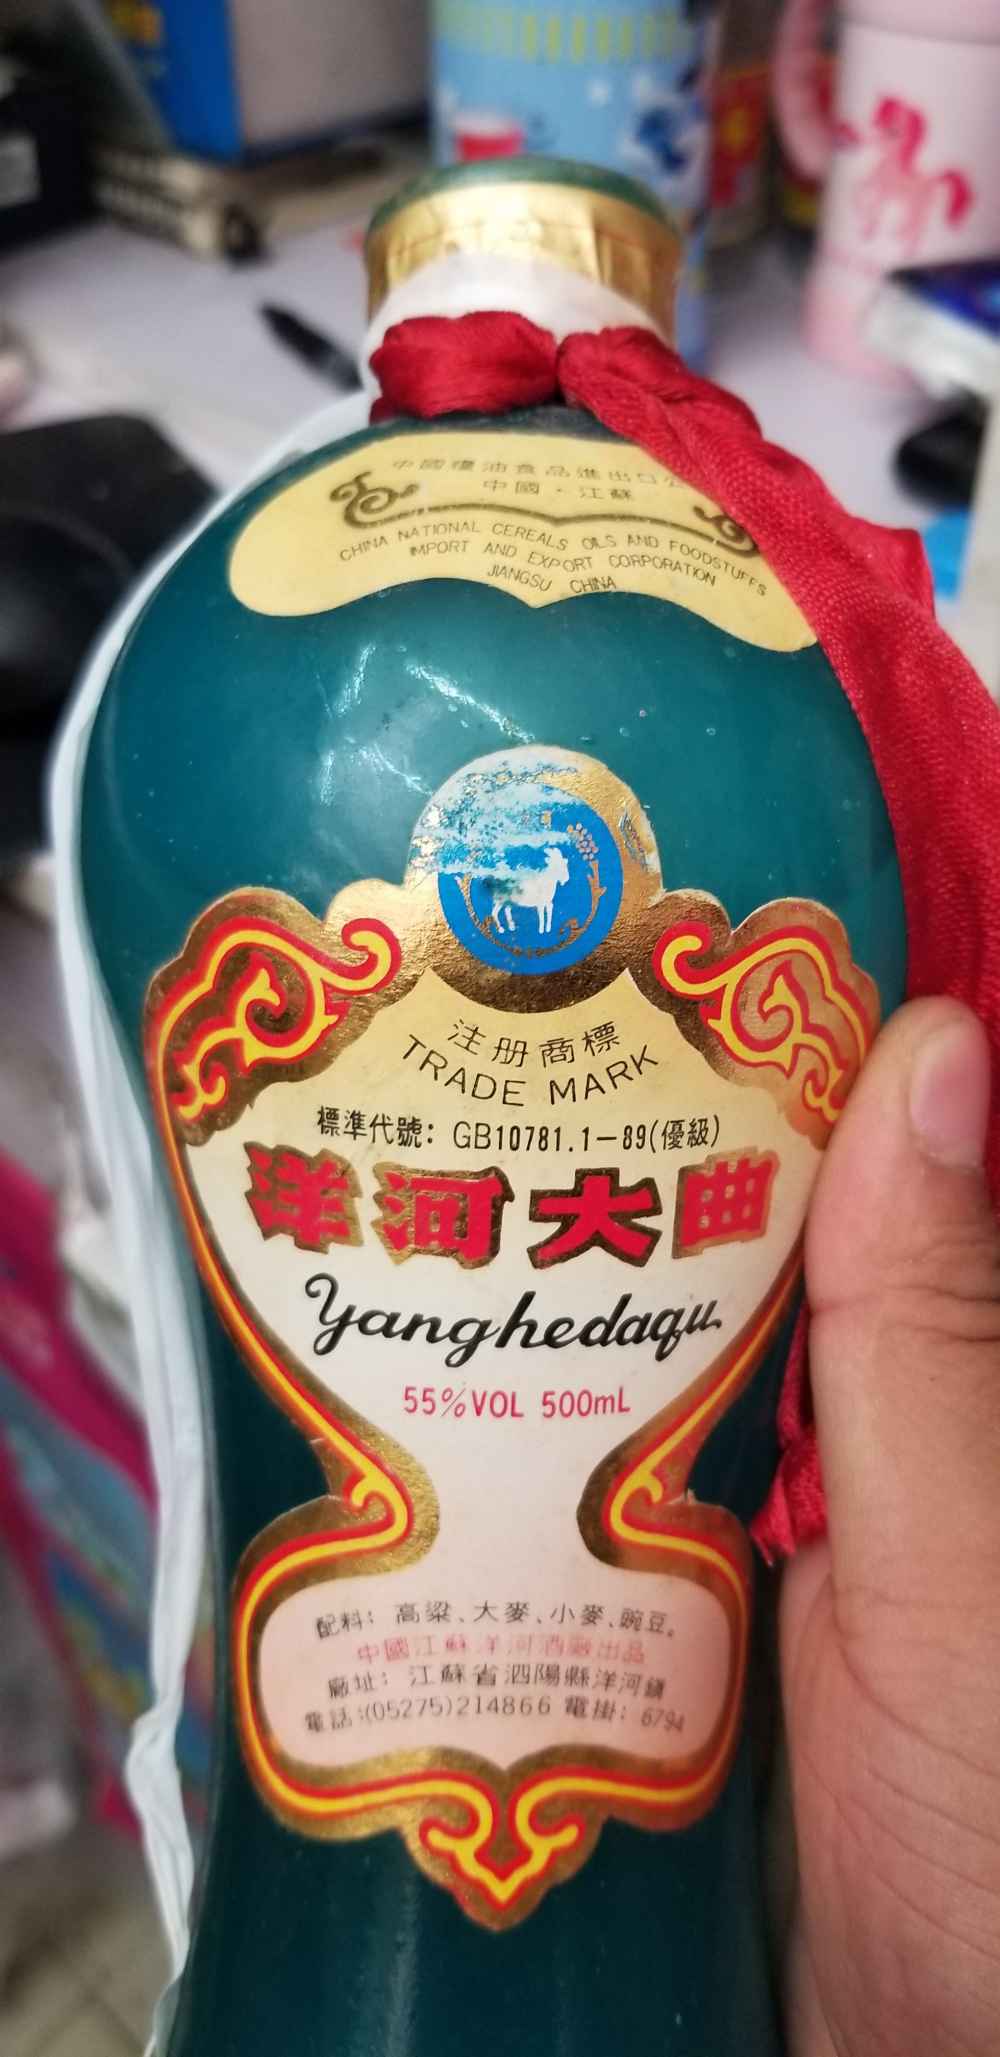 中國糧油食品進出口公
中國·江蘇
CHINA NATIONAL CEREALS OILS AND FOODSTUFFS
IMPORT AND EXPORT CORPORATION
JIANGSU CHINA
注册商標
TRADE MARK
標準代號: GB10781.1-89(優級)
洋河大曲
Yanghedaqu
55%VOL 500mL
配料: 高粱、大麥、小麥、豌豆。
中國江蘇洋河酒廠出品
廠址: 江蘇省泗陽縣洋河鎮
電話:(05275)214866 電掛: 6794